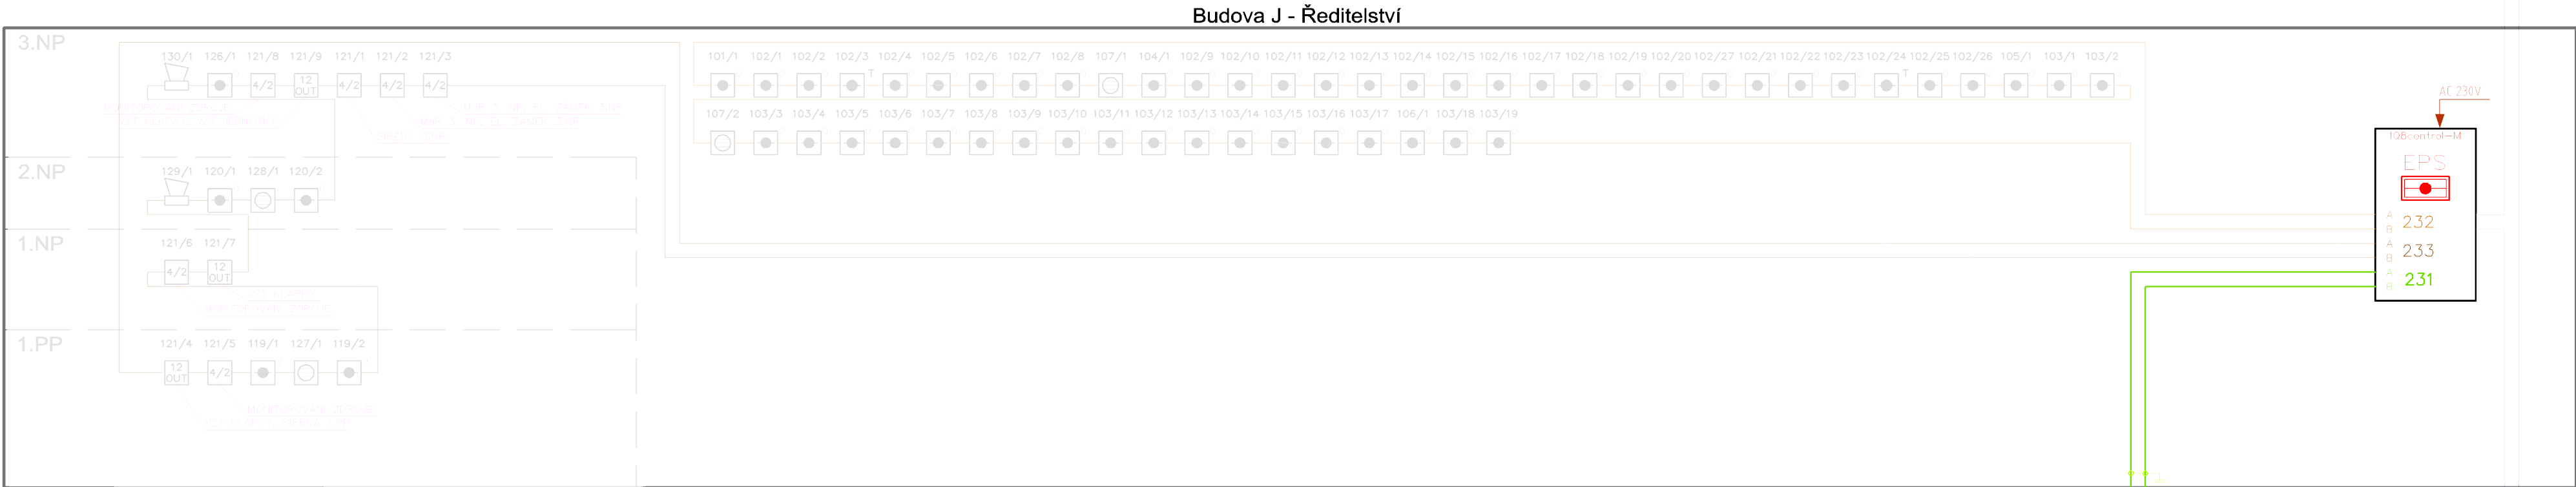 Budova J - Ředitelství
3.NP
130/1 126/1 121/8 121/9 121/1 121/2 121/3
4/2 12 OUT 4/2 4/2 4/2
MONITOROVÁNÍ ZDROJE
101/1 102/1 102/2 102/3 T 102/4 102/5 102/6 102/7 102/8 107/1 104/1 102/9 102/10 102/11 102/12 102/13 102/14 102/15 102/16 102/17 102/18 102/19 102/20 102/27 102/21 102/22 102/23 102/24 T 102/25 102/26 105/1 103/1 103/2
107/2 103/3 103/4 103/5 103/6 103/7 103/8 103/9 103/10 103/11 103/12 103/13 103/14 103/15 103/16 103/17 106/1 103/18 103/19
2.NP
129/1 120/1 128/1 120/2
1.NP
121/6 121/7
4/2 12 OUT
MONITOROVÁNÍ ZDROJE
1.PP
121/4 121/5 119/1 127/1 119/2
12 OUT 4/2
MONITOROVÁNÍ ZDROJE
AC 230V
IQ8control-M
EPS
A
232
B
A
233
B
A
231
B